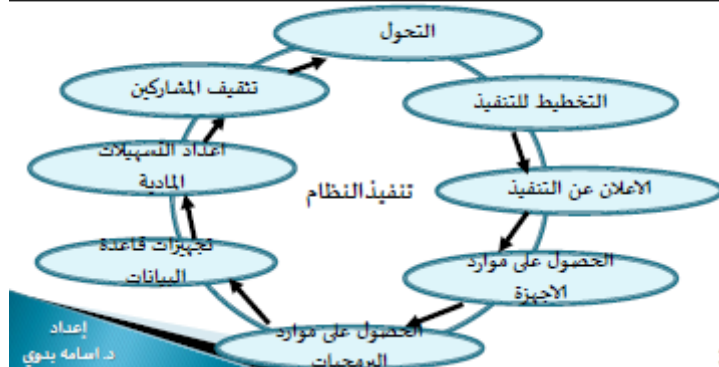 التحول
التخطيط للتنفيذ
الاعلان عن التنفيذ
الحصول على موارد
الاجهزة
الحصول على موارد
البرمجيات
تجهيزات قاعدة
البيانات
اعداد التسهيلات
المادية
تثقيف المشاركين
تنفيذ النظام
إعداد
د. اسامه بدوي